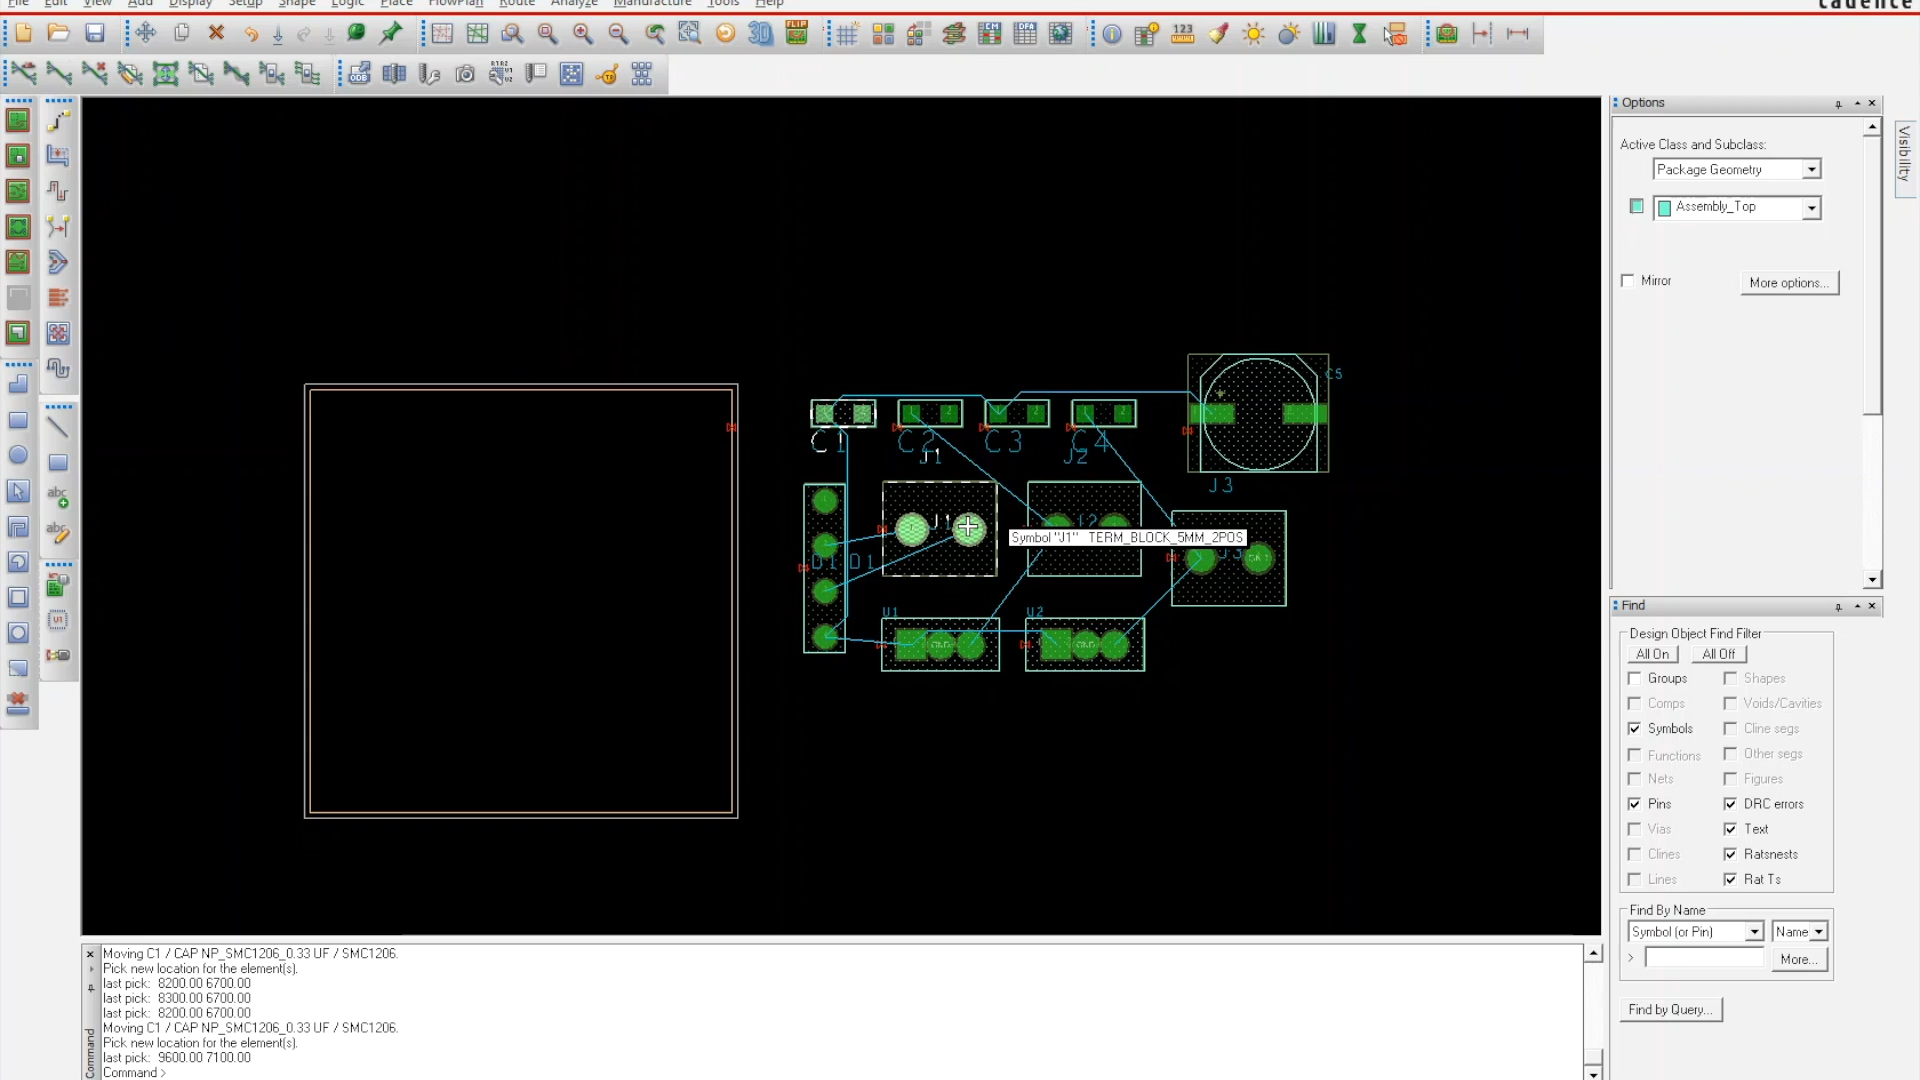 File Edit View Add Display Setup Shape Logic Place FlowPlan Route Analyze Manufacture Tools Help
cadence
Options
Visibility
Active Class and Subclass:
Package Geometry
Assembly_Top
Mirror
More options...
C5
C1
C2
C3
C4
J1
J2
J3
J1
J2
Symbol "J1" TERM_BLOCK_5MM_2POS
J3
D1 D1
U1
U2
GND
GND
Find
Design Object Find Filter
All On
All Off
Groups
Shapes
Comps
Voids/Cavities
Symbols
Cline segs
Functions
Other segs
Nets
Figures
Pins
DRC errors
Vias
Text
Clines
Ratsnests
Lines
Rat Ts
Find By Name
Symbol (or Pin)
Name
>
More...
Find by Query...
Command
Moving C1 / CAP NP_SMC1206_0.33 UF / SMC1206.
Pick new location for the element(s).
last pick: 8200.00 6700.00
last pick: 8300.00 6700.00
last pick: 8200.00 6700.00
Moving C1 / CAP NP_SMC1206_0.33 UF / SMC1206.
Pick new location for the element(s).
last pick: 9600.00 7100.00
Command >